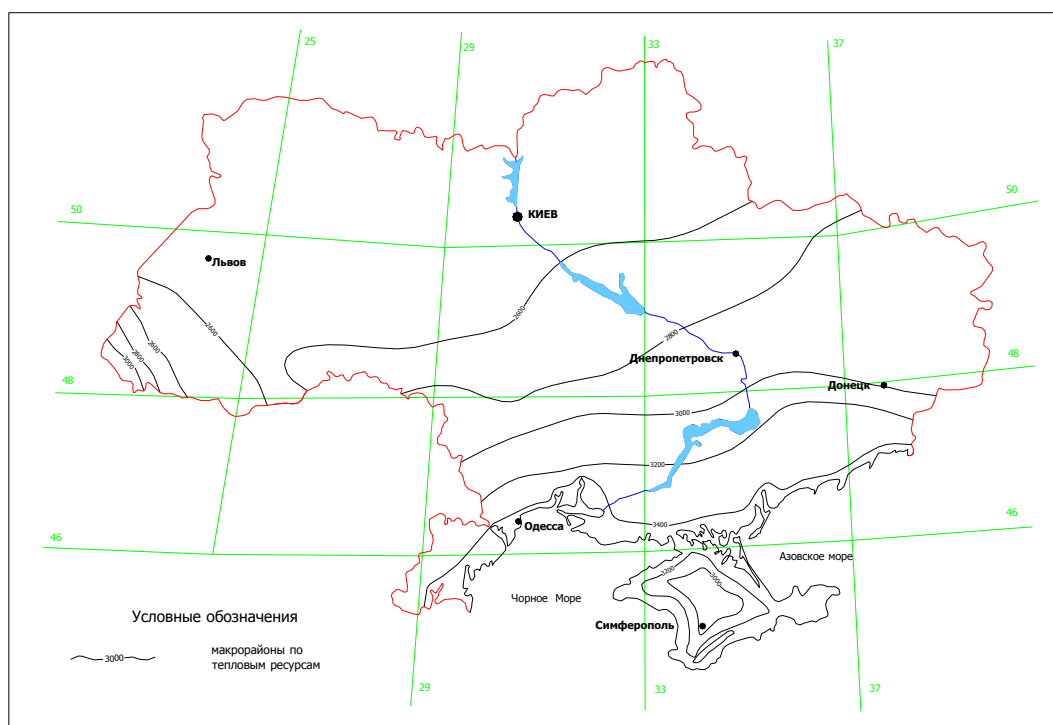 25
29
33
37
50
50
КИЕВ
Львов
2600
2600
2800
2600
2800
3000
Днепропетровск
48
48
Донецк
3000
3200
Одесса
3400
46
46
Азовское море
3200
3000
Чорное Море
Симферополь
Условные обозначения
3000
макрорайоны по
тепловым ресурсам
29
33
37